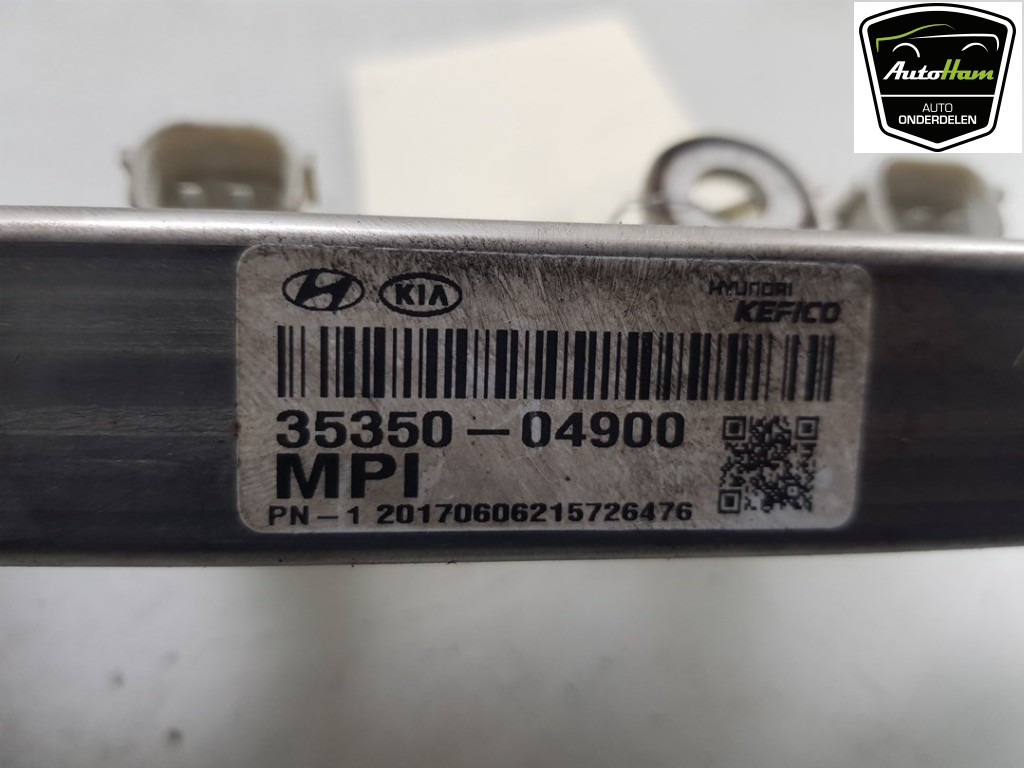 AutoHam
AUTO
ONDERDELEN
KIA
HYUNDAI
KEFICO
35350-04900
MPI
PN-1 20170606215726476